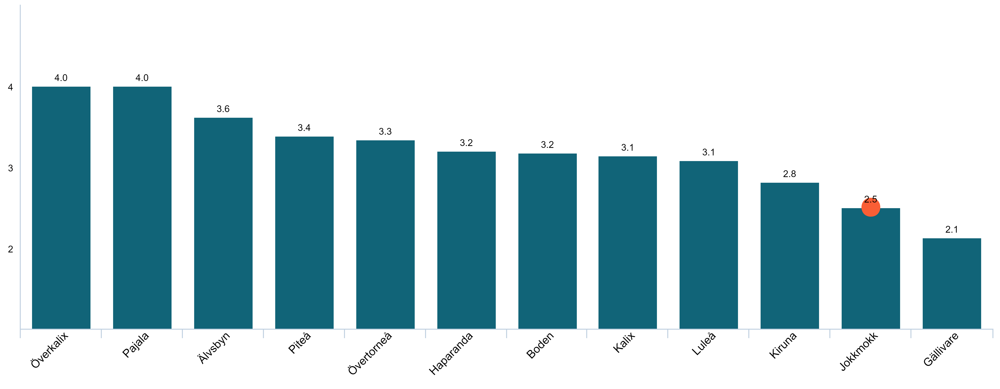 4.0
4.0
3.6
3.4
3.3
3.2
3.2
3.1
3.1
2.8
2.5
2.1
4
3
2
Överkalix
Pajala
Älvsbyn
Piteå
Övertorneå
Haparanda
Boden
Kalix
Luleå
Kiruna
Jokkmokk
Gällivare